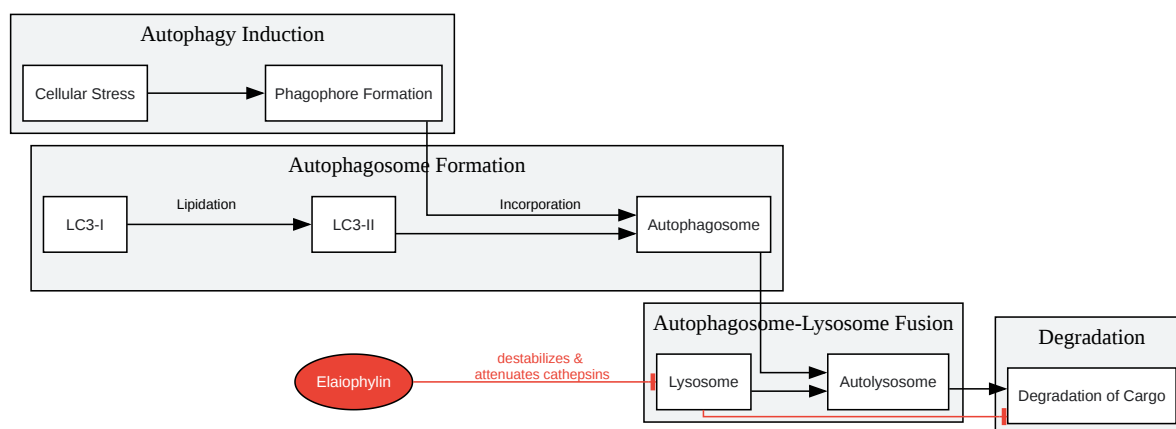 Autophagy Induction
Cellular Stress
Phagophore Formation
Autophagosome Formation
LC3-I
Lipidation
LC3-II
Incorporation
Autophagosome
Autophagosome-Lysosome Fusion
Degradation
Elaiophylin
destabilizes &
attenuates cathepsins
Lysosome
Autolysosome
Degradation of Cargo